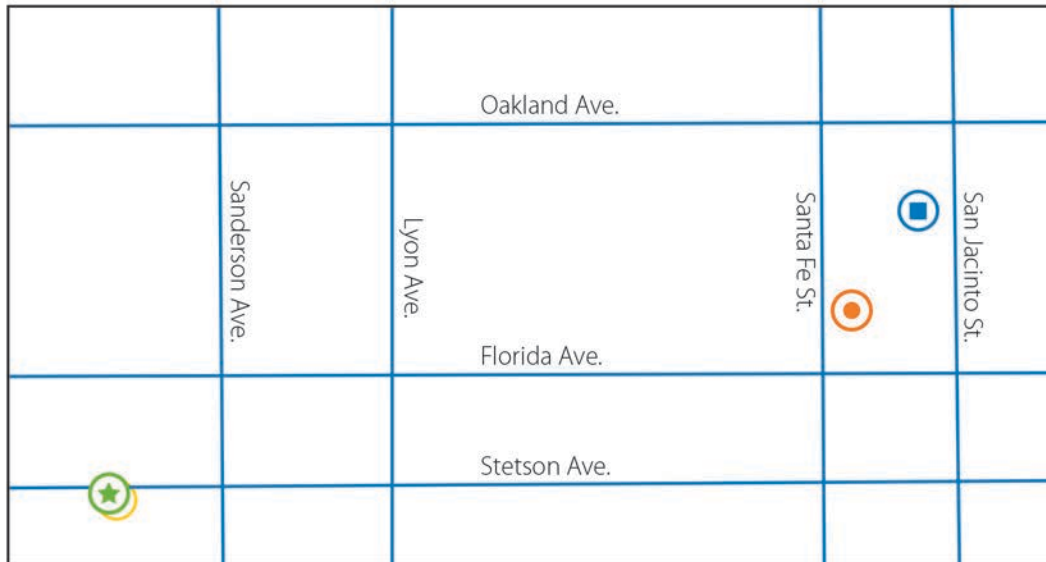 Oakland Ave.
Sanderson Ave.
Lyon Ave.
Santa Fe St.
San Jacinto St.
Florida Ave.
Stetson Ave.